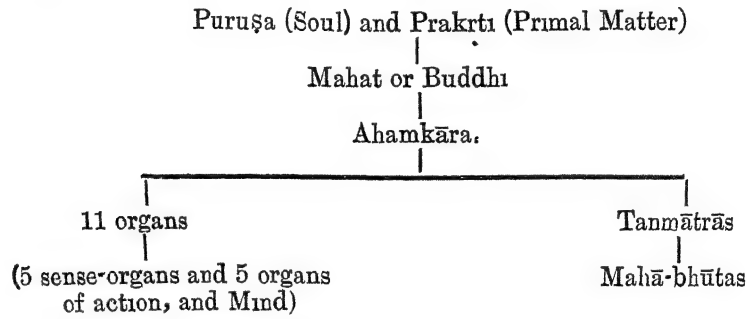 Puruṣa (Soul) and Prakrti (Primal Matter)
Mahat or Buddhi
Ahamkāra.
11 organs
Tanmātrās
(5 sense-organs and 5 organs
of action, and Mind)
Mahā-bhūtas